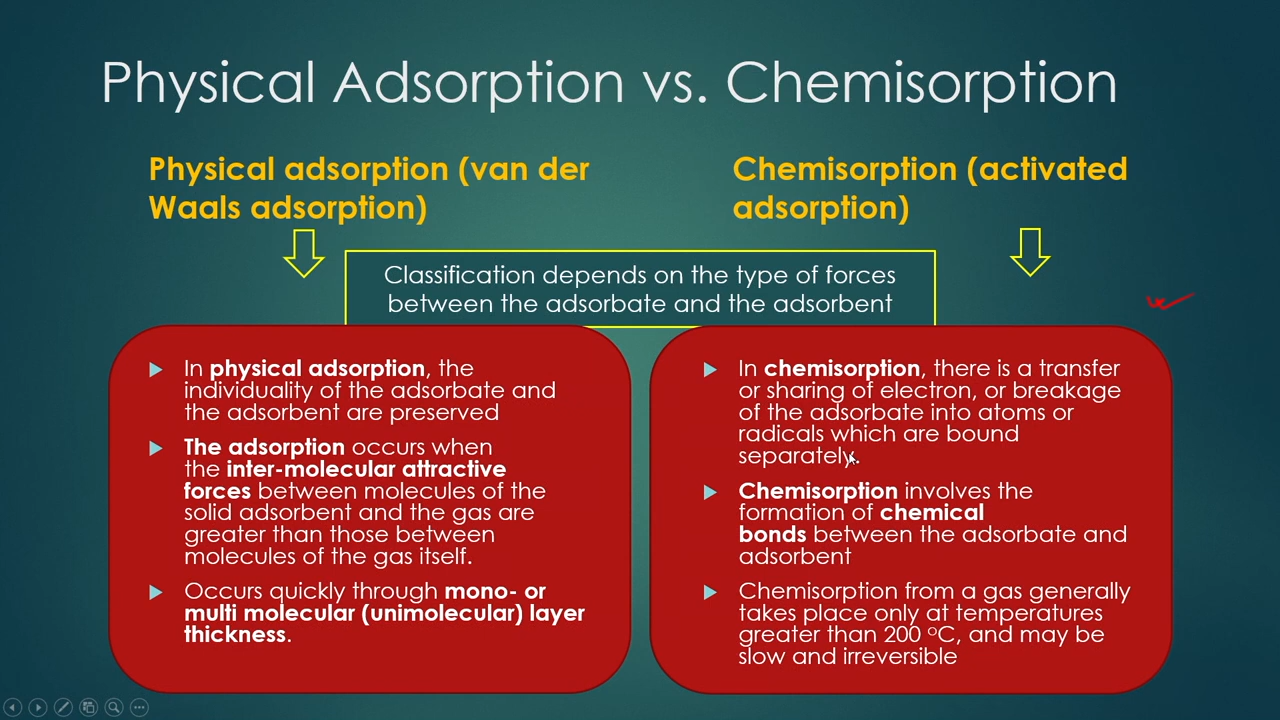 Physical Adsorption vs. Chemisorption
Physical adsorption (van der
Waals adsorption)
Chemisorption (activated
adsorption)
Classification depends on the type of forces
between the adsorbate and the adsorbent
In physical adsorption, the
individuality of the adsorbate and
the adsorbent are preserved
The adsorption occurs when
the inter-molecular attractive
forces between molecules of the
solid adsorbent and the gas are
greater than those between
molecules of the gas itself.
Occurs quickly through mono- or
multi molecular (unimolecular) layer
thickness.
In chemisorption, there is a transfer
or sharing of electron, or breakage
of the adsorbate into atoms or
radicals which are bound
separately.
Chemisorption involves the
formation of chemical
bonds between the adsorbate and
adsorbent
Chemisorption from a gas generally
takes place only at temperatures
greater than 200 ºC, and may be
slow and irreversible